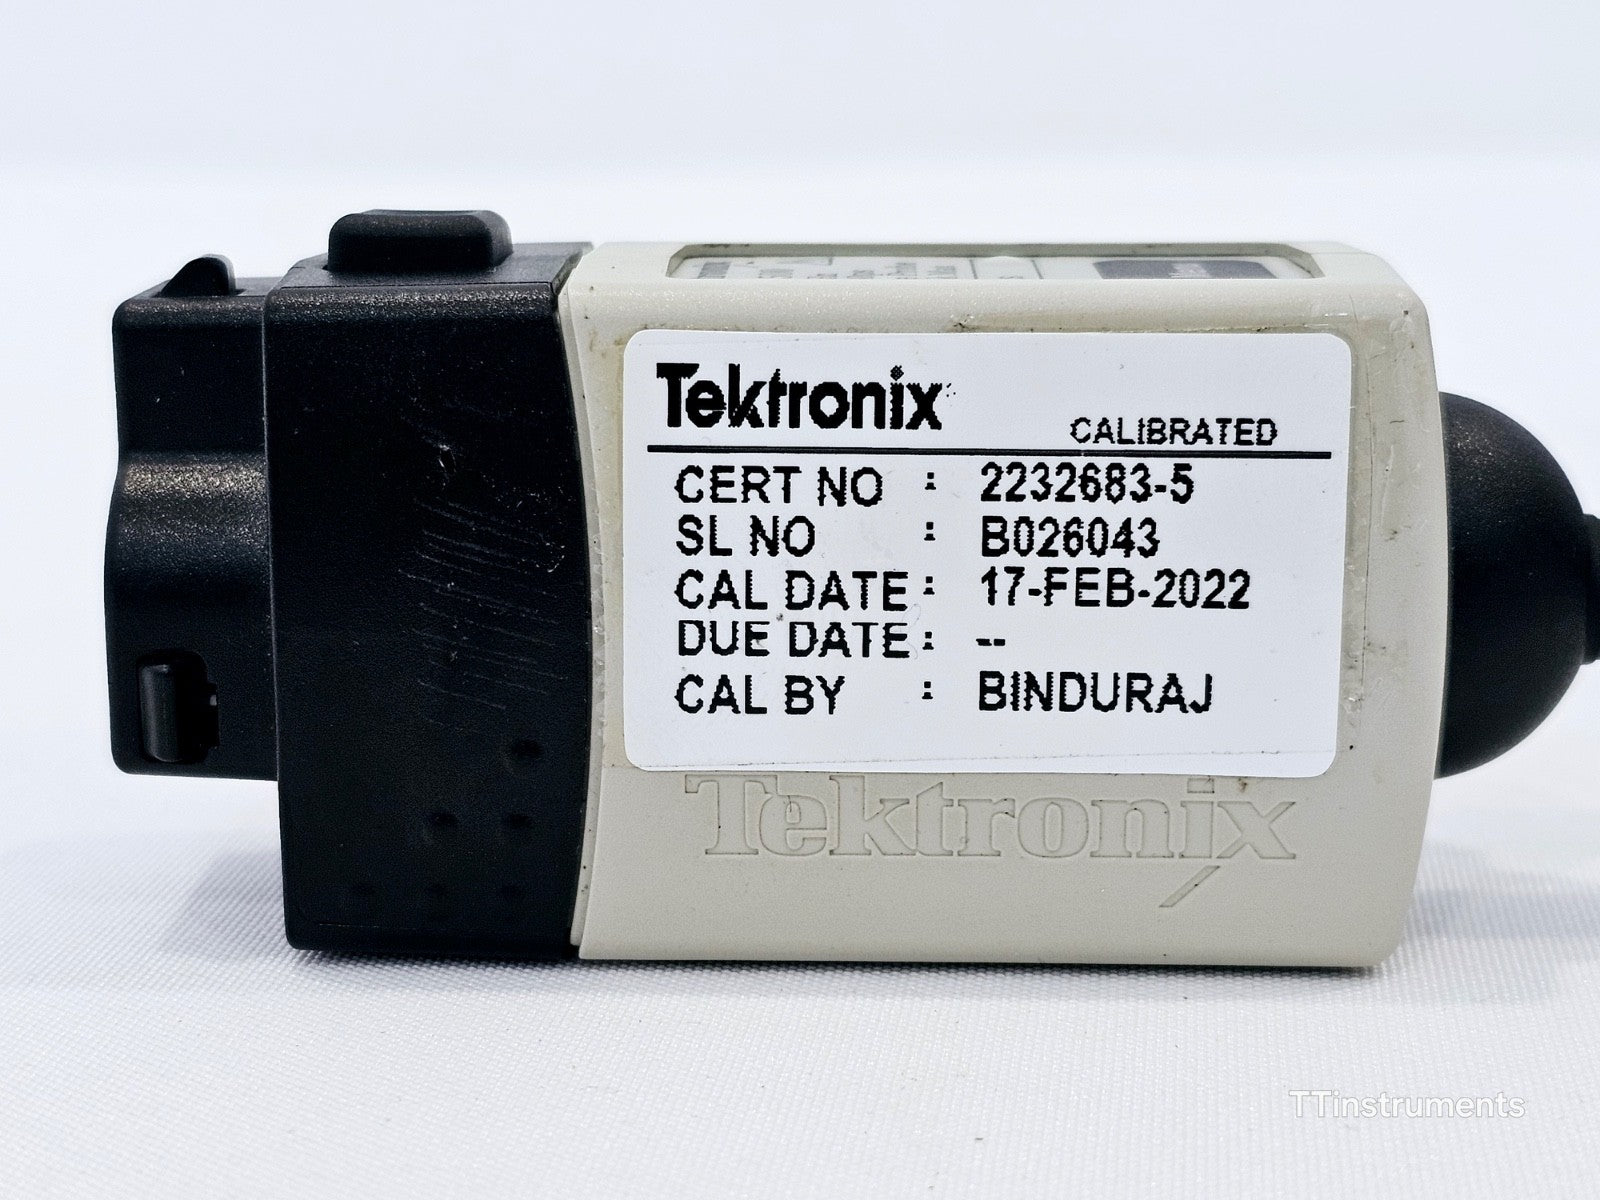 Tektronix
CALIBRATED
CERT NO : 2232683-5
SL NO : B026043
CAL DATE : 17-FEB-2022
DUE DATE : --
CAL BY : BINDURAJ
Tektronix
TTinstruments